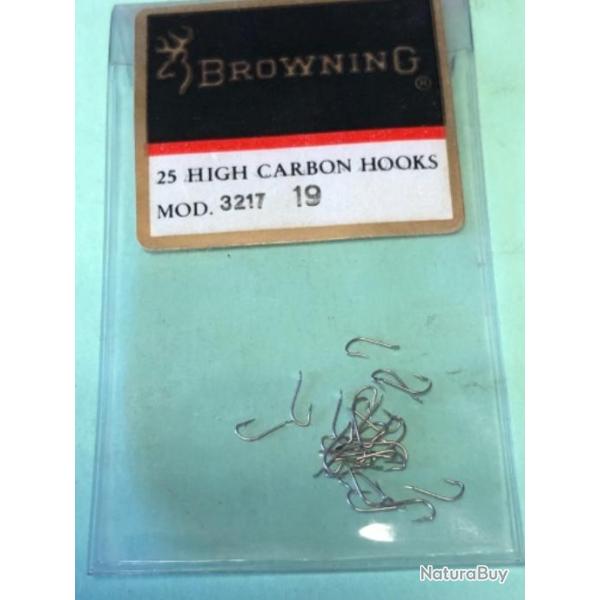 BROWNING ®
25 HIGH CARBON HOOKS
MOD. 3217 19
NaturaBuy